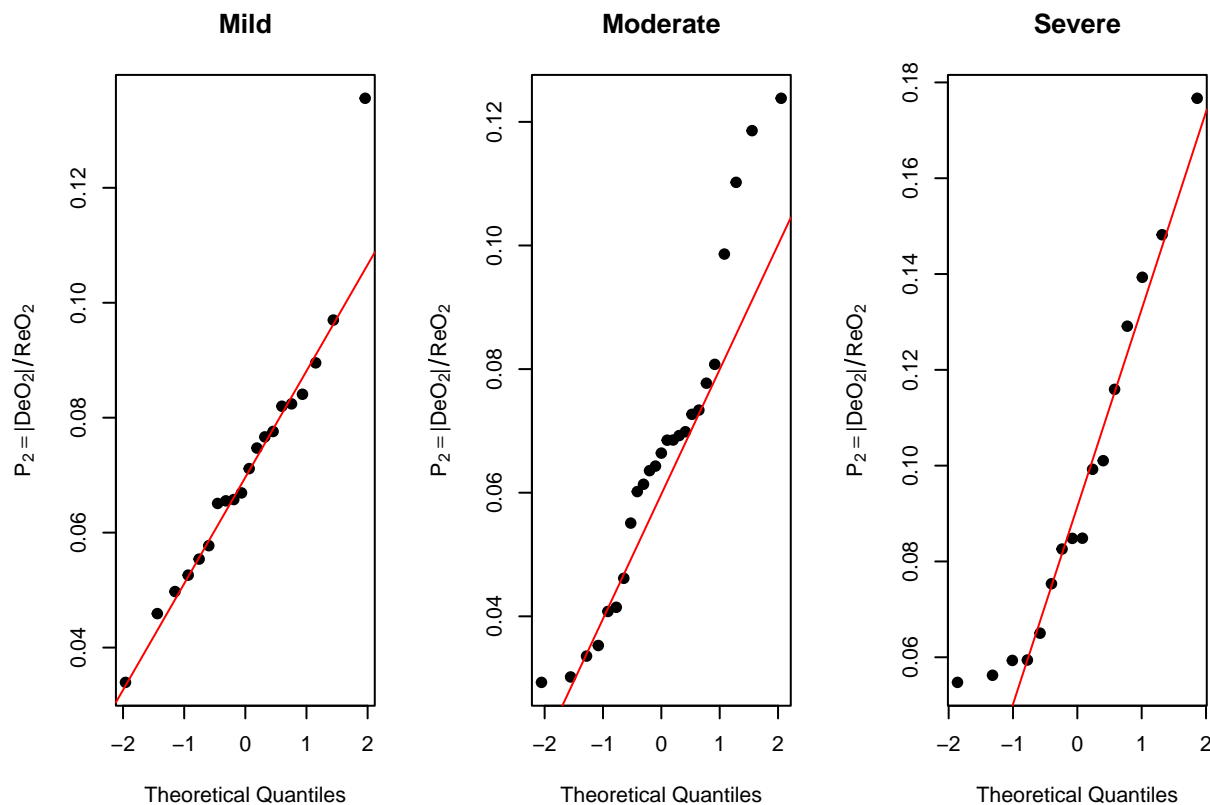 Mild
Moderate
Severe
P₂ = |DeO₂|/ReO₂
0.04 0.06 0.08 0.10 0.12
−2 −1 0 1 2
Theoretical Quantiles
P₂ = |DeO₂|/ReO₂
0.04 0.06 0.08 0.10 0.12
−2 −1 0 1 2
Theoretical Quantiles
P₂ = |DeO₂|/ReO₂
0.06 0.08 0.10 0.12 0.14 0.16 0.18
−2 −1 0 1 2
Theoretical Quantiles